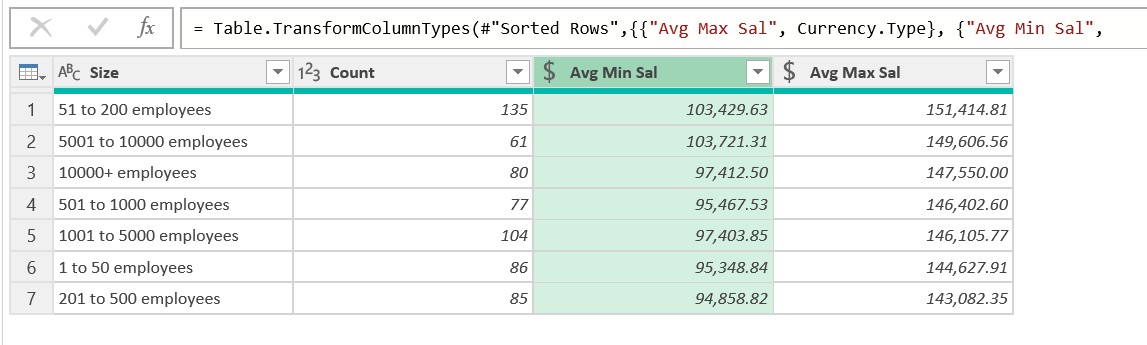 fx = Table.TransformColumnTypes(#"Sorted Rows",{{"Avg Max Sal", Currency.Type}, {"Avg Min Sal",
ABC Size 123 Count $ Avg Min Sal $ Avg Max Sal
1 51 to 200 employees 135 103,429.63 151,414.81
2 5001 to 10000 employees 61 103,721.31 149,606.56
3 10000+ employees 80 97,412.50 147,550.00
4 501 to 1000 employees 77 95,467.53 146,402.60
5 1001 to 5000 employees 104 97,403.85 146,105.77
6 1 to 50 employees 86 95,348.84 144,627.91
7 201 to 500 employees 85 94,858.82 143,082.35